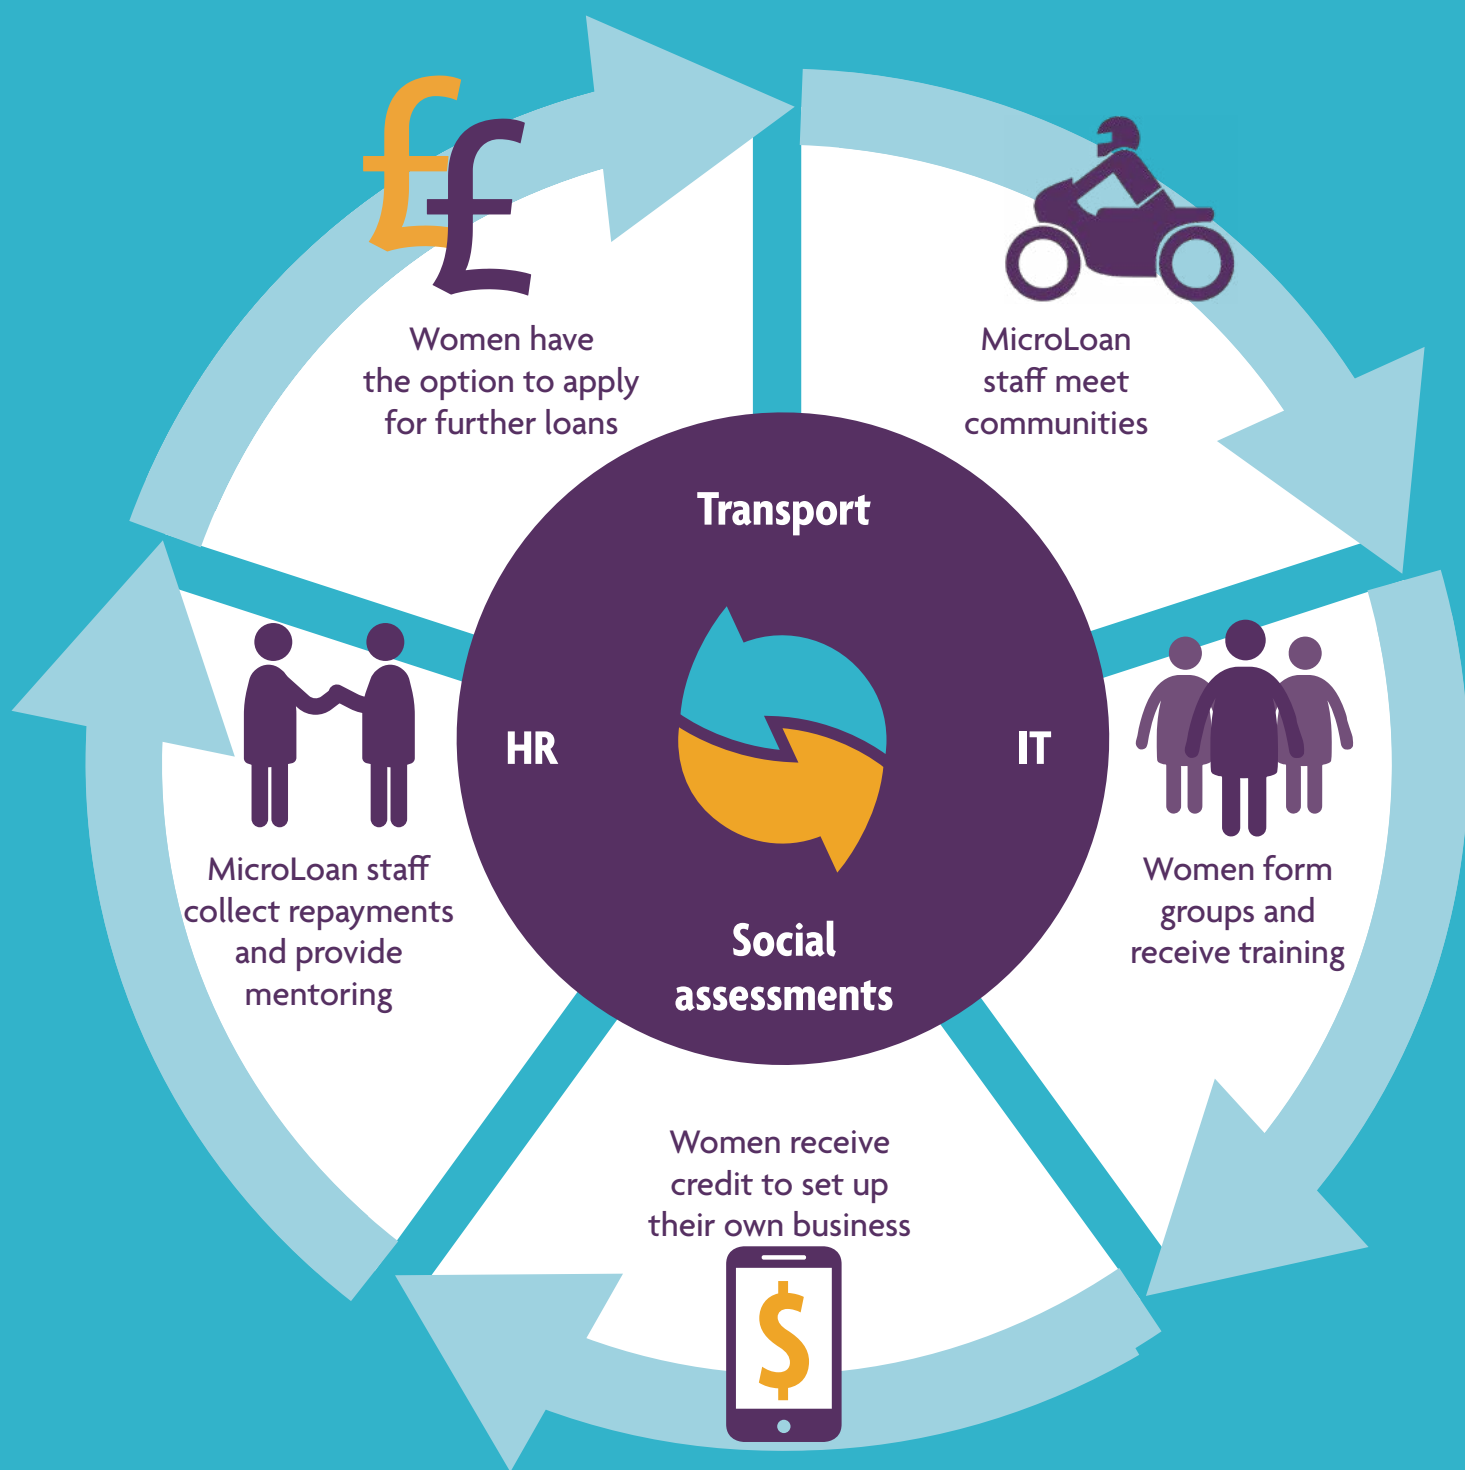 Women have
the option to apply
for further loans
MicroLoan
staff meet
communities
Transport
HR
IT
Social
assessments
MicroLoan staff
collect repayments
and provide
mentoring
Women form
groups and
receive training
Women receive
credit to set up
their own business
££
$